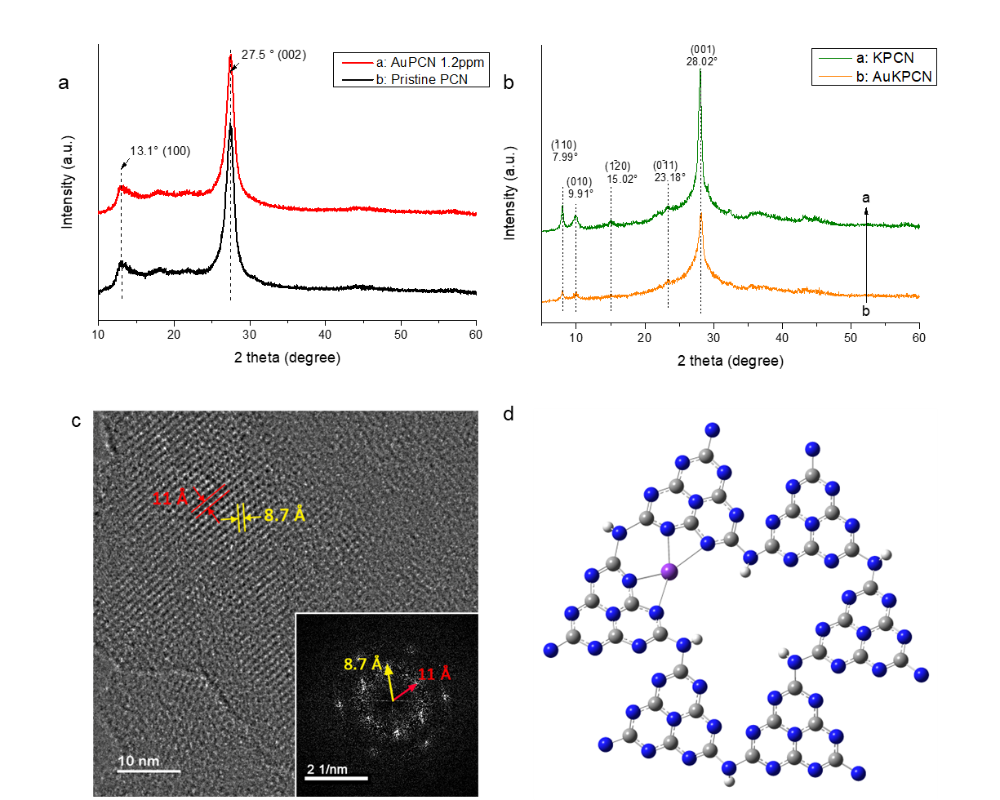 a
27.5 ° (002)
a: AuPCN 1.2ppm
b: Pristine PCN
13.1° (100)
Intensity (a.u.)
10
20
30
40
50
60
2 theta (degree)
b
(001)
28.02°
a: KPCN
b: AuKPCN
(1̄10)
7.99°
(010)
9.91°
(1̄20)
15.02°
(01̄1)
23.18°
a
b
Intensity (a.u.)
10
20
30
40
50
60
2 theta (degree)
c
11 Å
8.7 Å
10 nm
8.7 Å
11 Å
2 1/nm
d